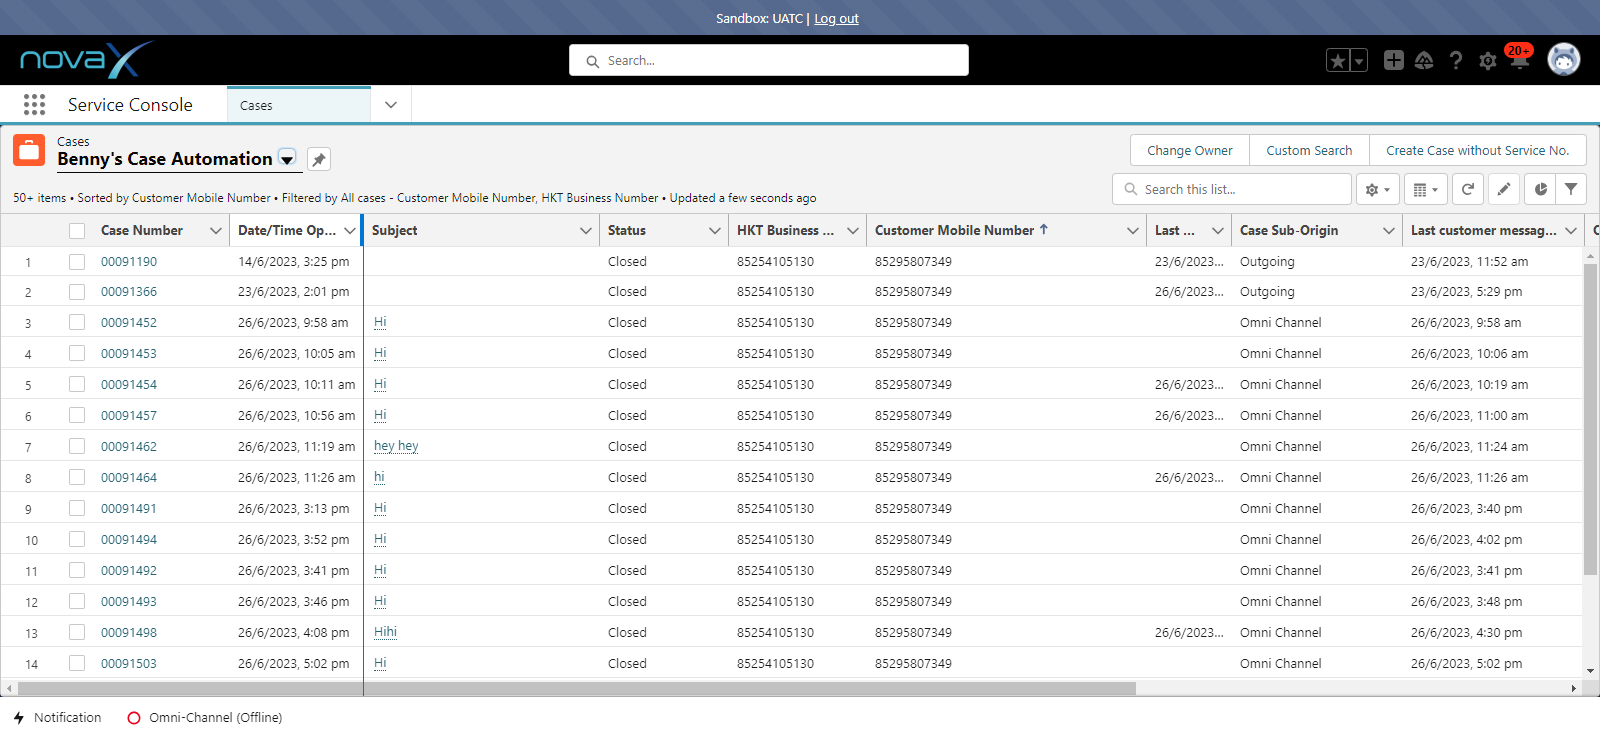 Sandbox: UATC | Log out
novaX
Search...
20+
Service Console
Cases
Cases
Benny's Case Automation
Change Owner
Custom Search
Create Case without Service No.
50+ items • Sorted by Customer Mobile Number • Filtered by All cases - Customer Mobile Number, HKT Business Number • Updated a few seconds ago
Search this list...
Case Number Date/Time Op... Subject Status HKT Business ... Customer Mobile Number Last ... Case Sub-Origin Last customer messag... C
1 00091190 14/6/2023, 3:25 pm Closed 85254105130 85295807349 23/6/2023... Outgoing 23/6/2023, 11:52 am
2 00091366 23/6/2023, 2:01 pm Closed 85254105130 85295807349 26/6/2023... Outgoing 23/6/2023, 5:29 pm
3 00091452 26/6/2023, 9:58 am Hi Closed 85254105130 85295807349 Omni Channel 26/6/2023, 9:58 am
4 00091453 26/6/2023, 10:05 am Hi Closed 85254105130 85295807349 Omni Channel 26/6/2023, 10:06 am
5 00091454 26/6/2023, 10:11 am Hi Closed 85254105130 85295807349 26/6/2023... Omni Channel 26/6/2023, 10:19 am
6 00091457 26/6/2023, 10:56 am Hi Closed 85254105130 85295807349 26/6/2023... Omni Channel 26/6/2023, 11:00 am
7 00091462 26/6/2023, 11:19 am hey hey Closed 85254105130 85295807349 Omni Channel 26/6/2023, 11:24 am
8 00091464 26/6/2023, 11:26 am hi Closed 85254105130 85295807349 26/6/2023... Omni Channel 26/6/2023, 11:26 am
9 00091491 26/6/2023, 3:13 pm Hi Closed 85254105130 85295807349 Omni Channel 26/6/2023, 3:40 pm
10 00091494 26/6/2023, 3:52 pm Hi Closed 85254105130 85295807349 Omni Channel 26/6/2023, 4:02 pm
11 00091492 26/6/2023, 3:41 pm Hi Closed 85254105130 85295807349 Omni Channel 26/6/2023, 3:41 pm
12 00091493 26/6/2023, 3:46 pm Hi Closed 85254105130 85295807349 Omni Channel 26/6/2023, 3:48 pm
13 00091498 26/6/2023, 4:08 pm Hihi Closed 85254105130 85295807349 26/6/2023... Omni Channel 26/6/2023, 4:30 pm
14 00091503 26/6/2023, 5:02 pm Hi Closed 85254105130 85295807349 Omni Channel 26/6/2023, 5:02 pm
Notification Omni-Channel (Offline)